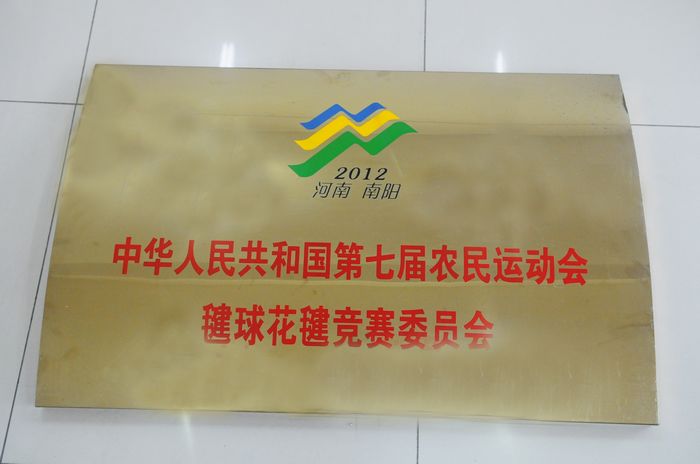 2012
河南 南阳
中华人民共和国第七届农民运动会
毽球花毽竞赛委员会